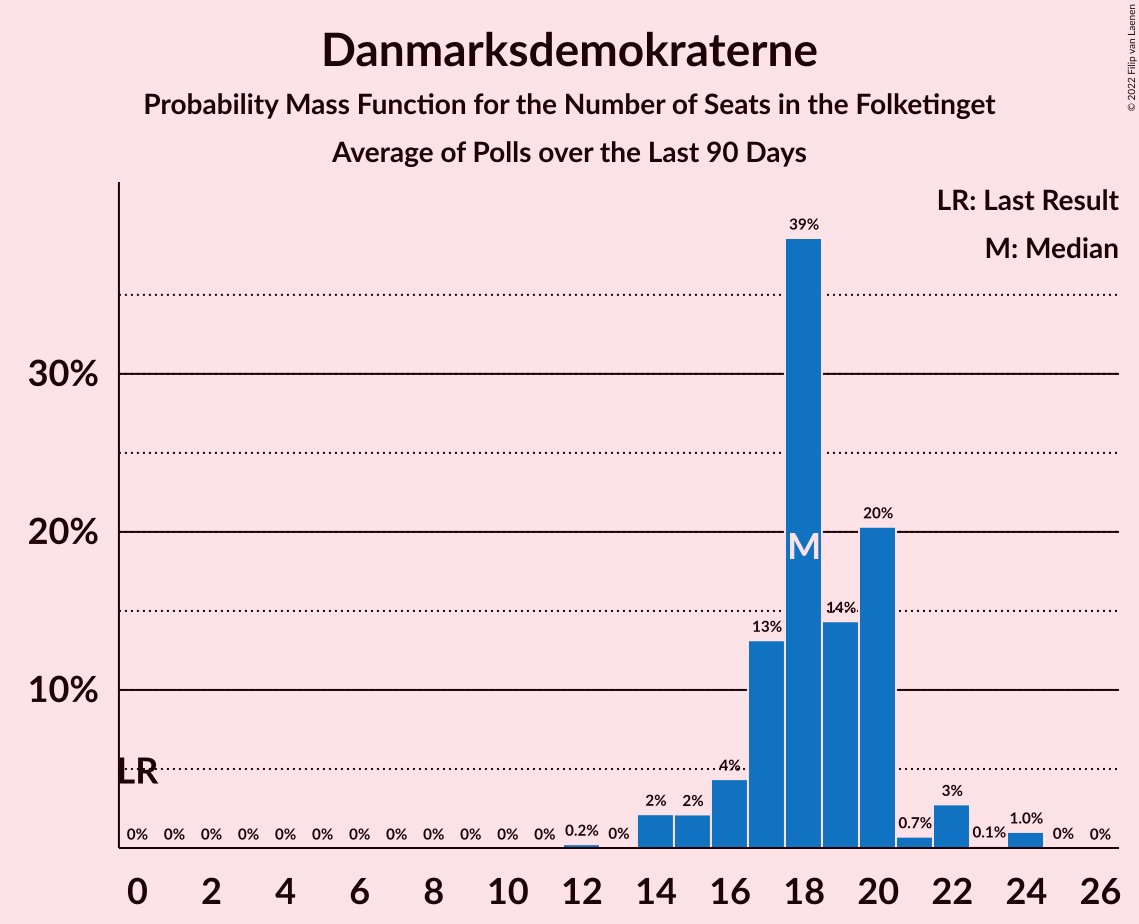 Danmarksdemokraterne
Probability Mass Function for the Number of Seats in the Folketinget
Average of Polls over the Last 90 Days
© 2022 Filip van Laenen
LR: Last Result
M: Median
39%
30%
20%
20%
M
14%
13%
10%
LR
4%
3%
2% 2%
1.0%
0% 0% 0% 0% 0% 0% 0% 0% 0% 0% 0% 0% 0.2% 0% 0.7% 0.1% 0% 0%
0 2 4 6 8 10 12 14 16 18 20 22 24 26